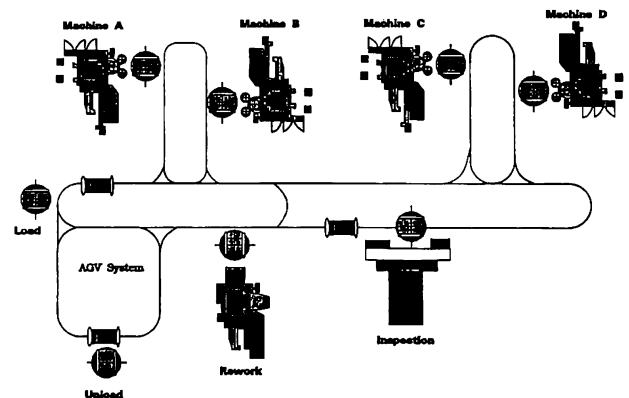 Machine A
Machine B
Machine C
Machine D
Load
AGV System
Rework
Inspection
Unload